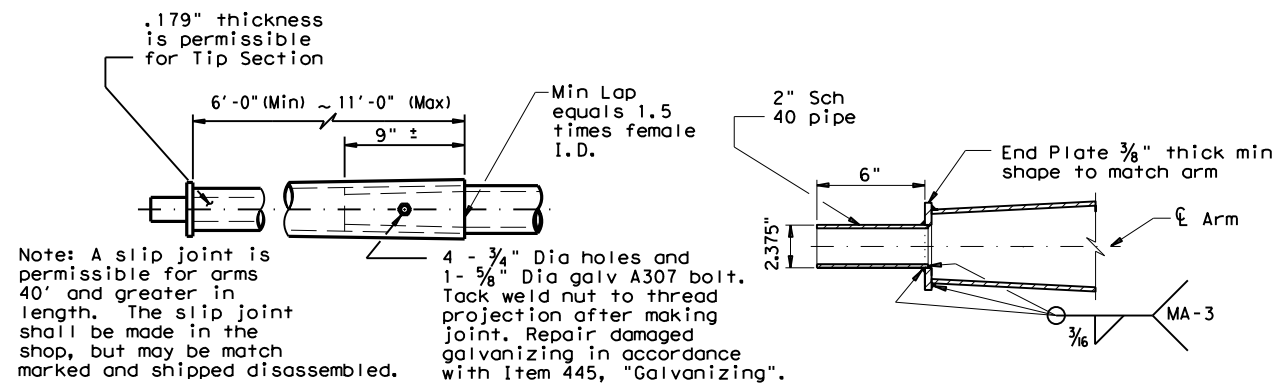 .179" thickness
is permissible
for Tip Section
6'-0" (Min) ~ 11'-0" (Max)
9" ±
Min Lap
equals 1.5
times female
I.D.
Note: A slip joint is
permissible for arms
40' and greater in
length. The slip joint
shall be made in the
shop, but may be match
marked and shipped disassembled.
4 - ¾" Dia holes and
1- ⅝" Dia galv A307 bolt.
Tack weld nut to thread
projection after making
joint. Repair damaged
galvanizing in accordance
with Item 445, "Galvanizing".
2" Sch
40 pipe
6"
2.375"
End Plate ⅜" thick min
shape to match arm
℄ Arm
3/16
MA-3